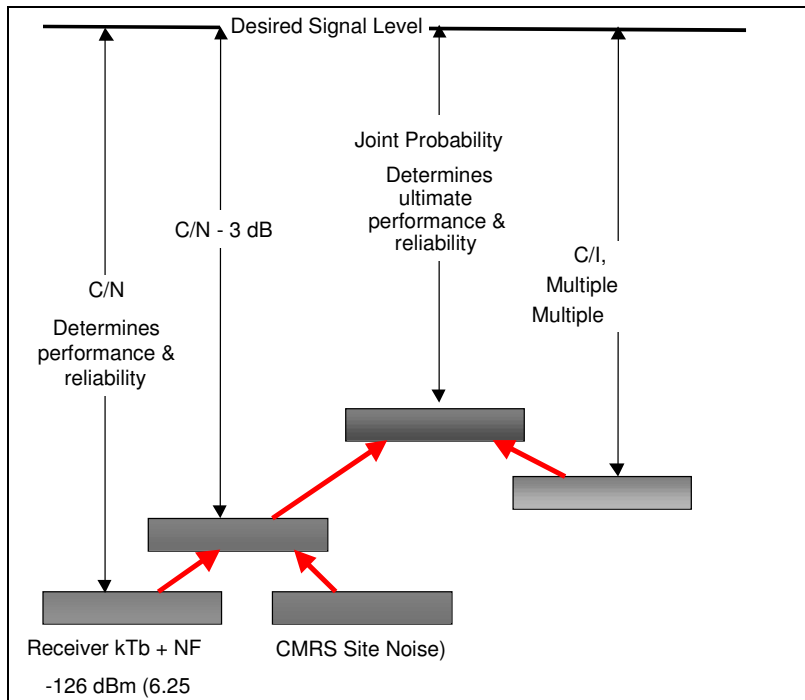 Desired Signal Level
Joint Probability
Determines
ultimate
performance &
reliability
C/N - 3 dB
C/I,
Multiple
Multiple
C/N
Determines
performance &
reliability
Receiver kTb + NF
-126 dBm (6.25
CMRS Site Noise)